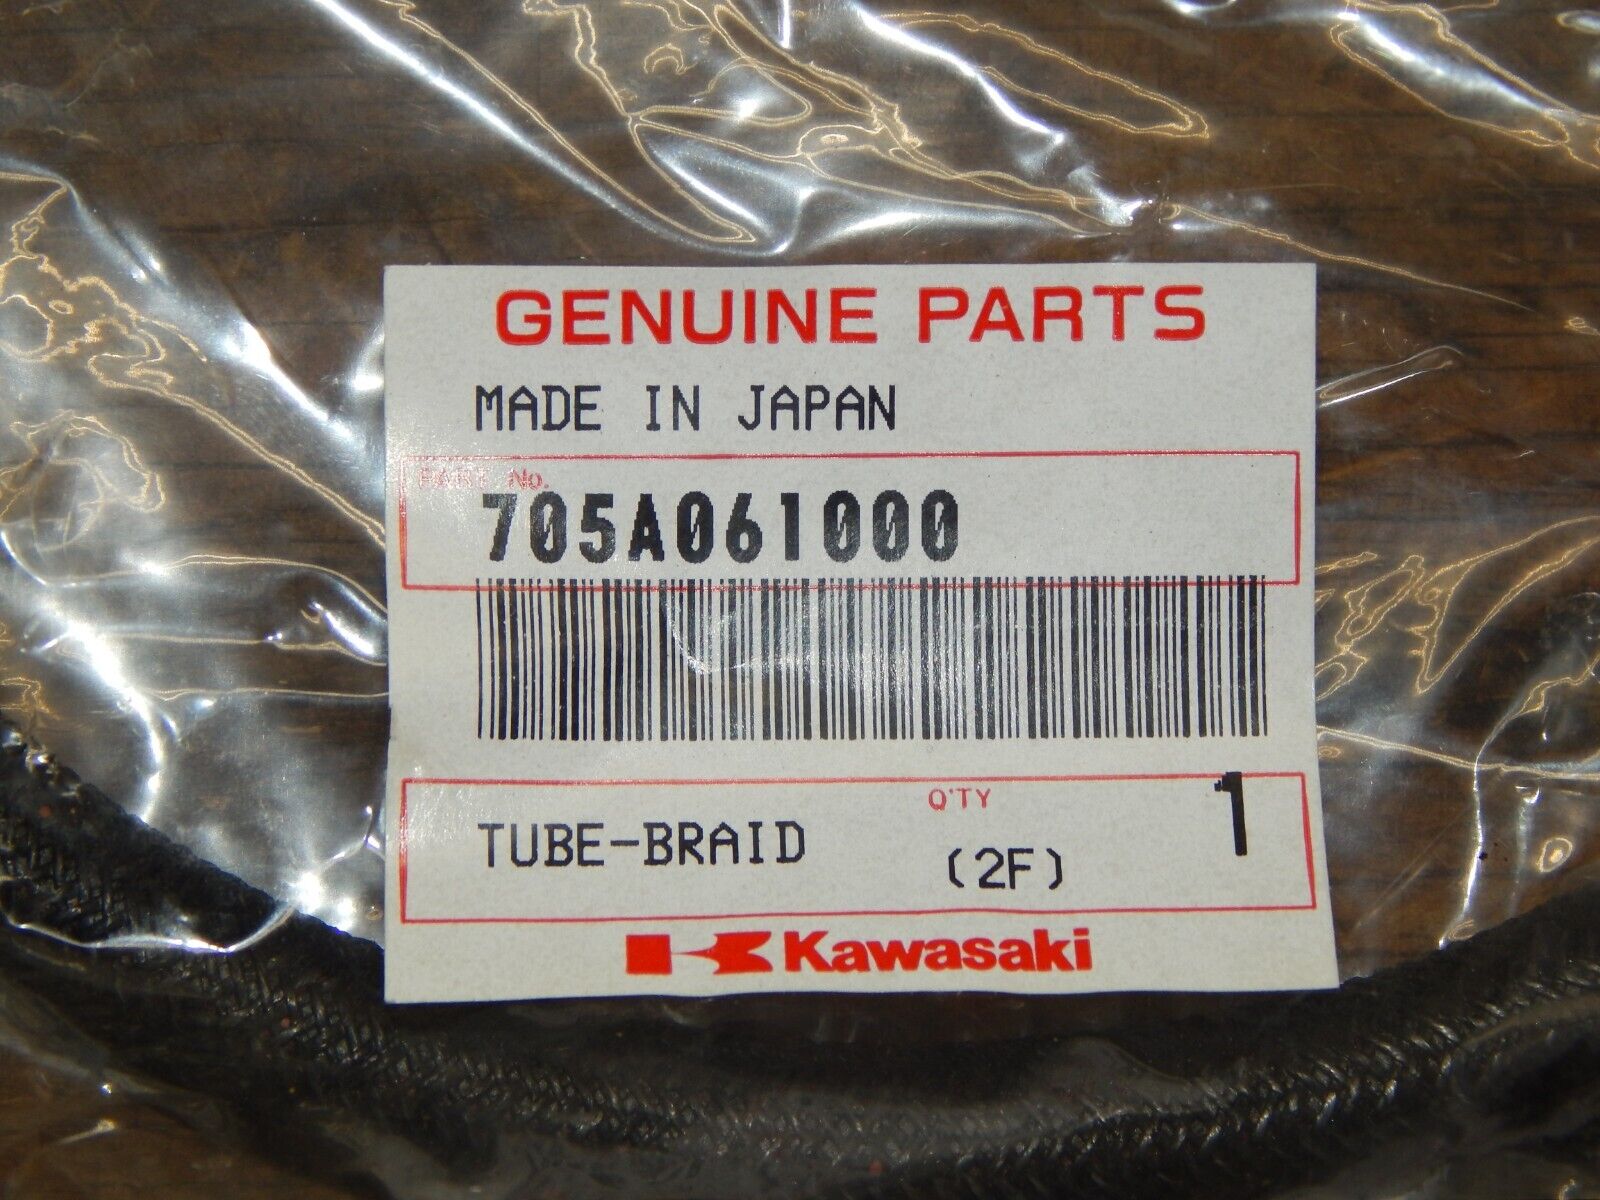 GENUINE PARTS
MADE IN JAPAN
PART No.
705A061000
Q'TY 1
TUBE-BRAID (2F)
Kawasaki